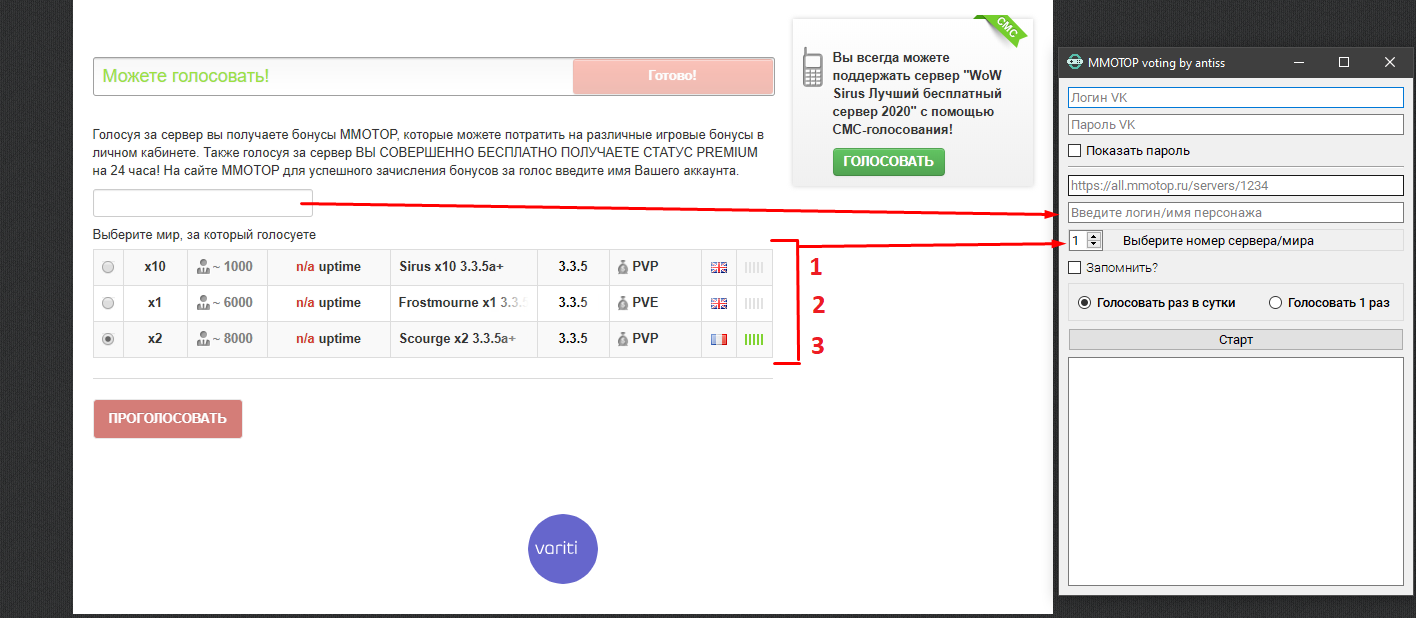 Можете голосовать!
Готово!
Голосуя за сервер вы получаете бонусы MMOTOP, которые можете потратить на различные игровые бонусы в
личном кабинете. Также голосуя за сервер ВЫ СОВЕРШЕННО БЕСПЛАТНО ПОЛУЧАЕТЕ СТАТУС PREMIUM
на 24 часа! На сайте MMOTOP для успешного зачисления бонусов за голос введите имя Вашего аккаунта.
Выберите мир, за который голосуете
x10 ~ 1000 n/a uptime Sirus x10 3.3.5a+ 3.3.5 PVP
x1 ~ 6000 n/a uptime Frostmourne x1 3.3.5 3.3.5 PVE
x2 ~ 8000 n/a uptime Scourge x2 3.3.5a+ 3.3.5 PVP
1
2
3
ПРОГОЛОСОВАТЬ
variti
СМС
Вы всегда можете
поддержать сервер "WoW
Sirus Лучший бесплатный
сервер 2020" с помощью
СМС-голосования!
ГОЛОСОВАТЬ
MMOTOP voting by antiss
Логин VK
Пароль VK
Показать пароль
https://all.mmotop.ru/servers/1234
Введите логин/имя персонажа
1 Выберите номер сервера/мира
Запомнить?
Голосовать раз в сутки Голосовать 1 раз
Старт